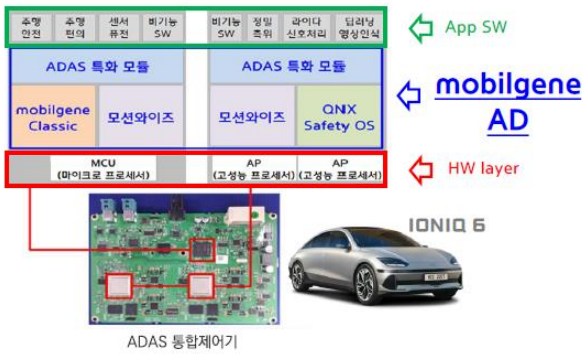 주행 안전
주행 편의
센서 퓨전
비기능 SW
비기능 SW
정밀 측위
라이다 신호처리
딥러닝 영상인식
App SW
ADAS 특화 모듈
ADAS 특화 모듈
mobilgene Classic
모션와이즈
모션와이즈
QNX Safety OS
mobilgene AD
MCU
(마이크로 프로세서)
AP
(고성능 프로세서)
AP
(고성능 프로세서)
HW layer
IONIQ 6
ADAS 통합제어기